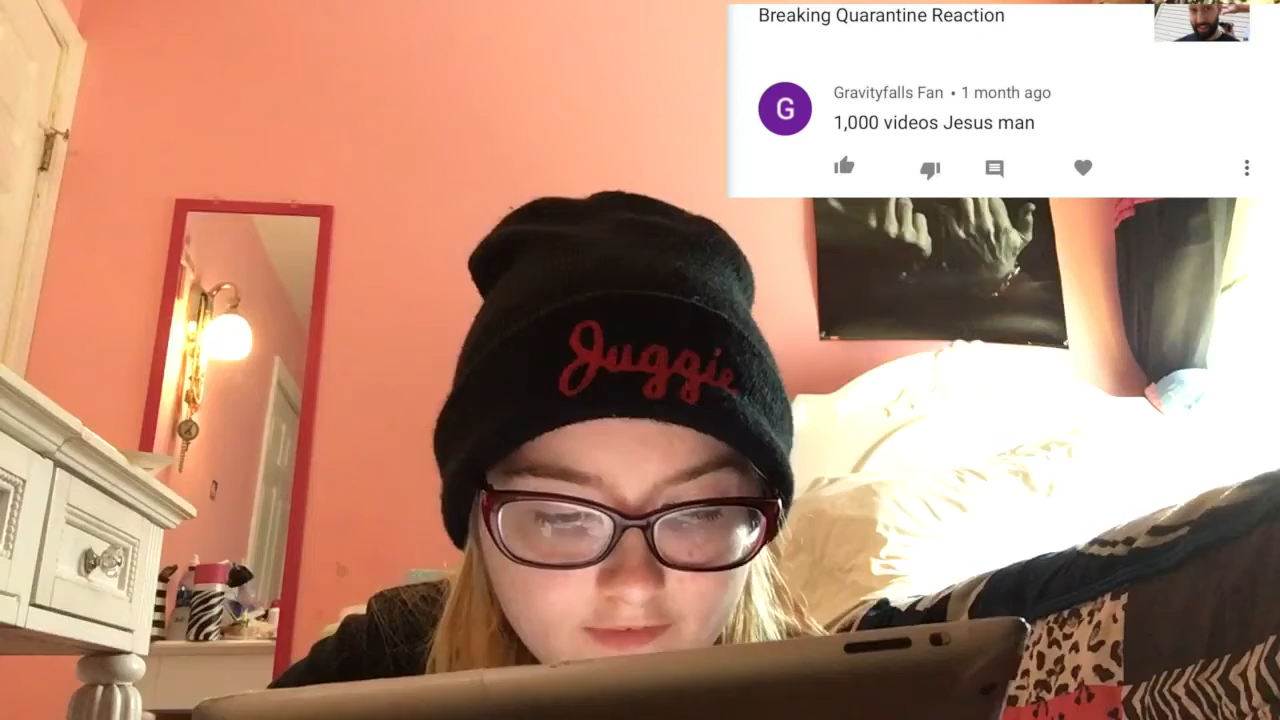 Breaking Quarantine Reaction
G
Gravityfalls Fan • 1 month ago
1,000 videos Jesus man
Juggie